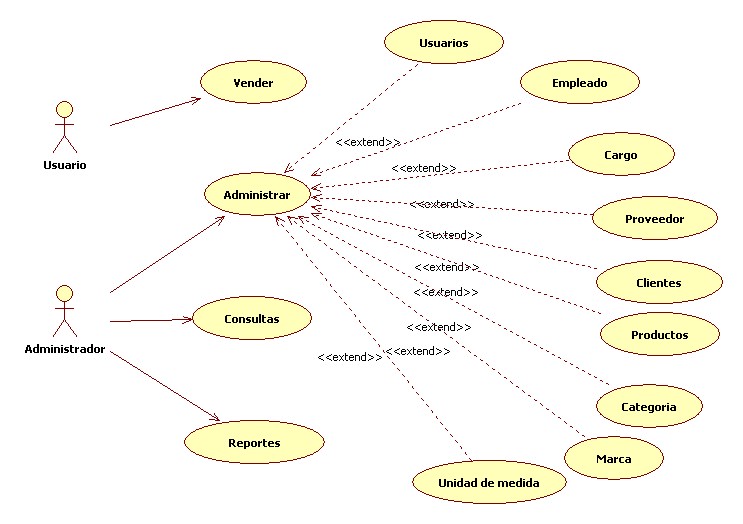 Usuarios
Vender
Empleado
Usuario
<<extend>>
Cargo
<<extend>>
Administrar
<<extend>>
Proveedor
<<extend>>
<<extend>>
Clientes
<<extend>>
Consultas
<<extend>>
Productos
Administrador
<<extend>>
<<extend>>
Categoria
Reportes
Marca
Unidad de medida